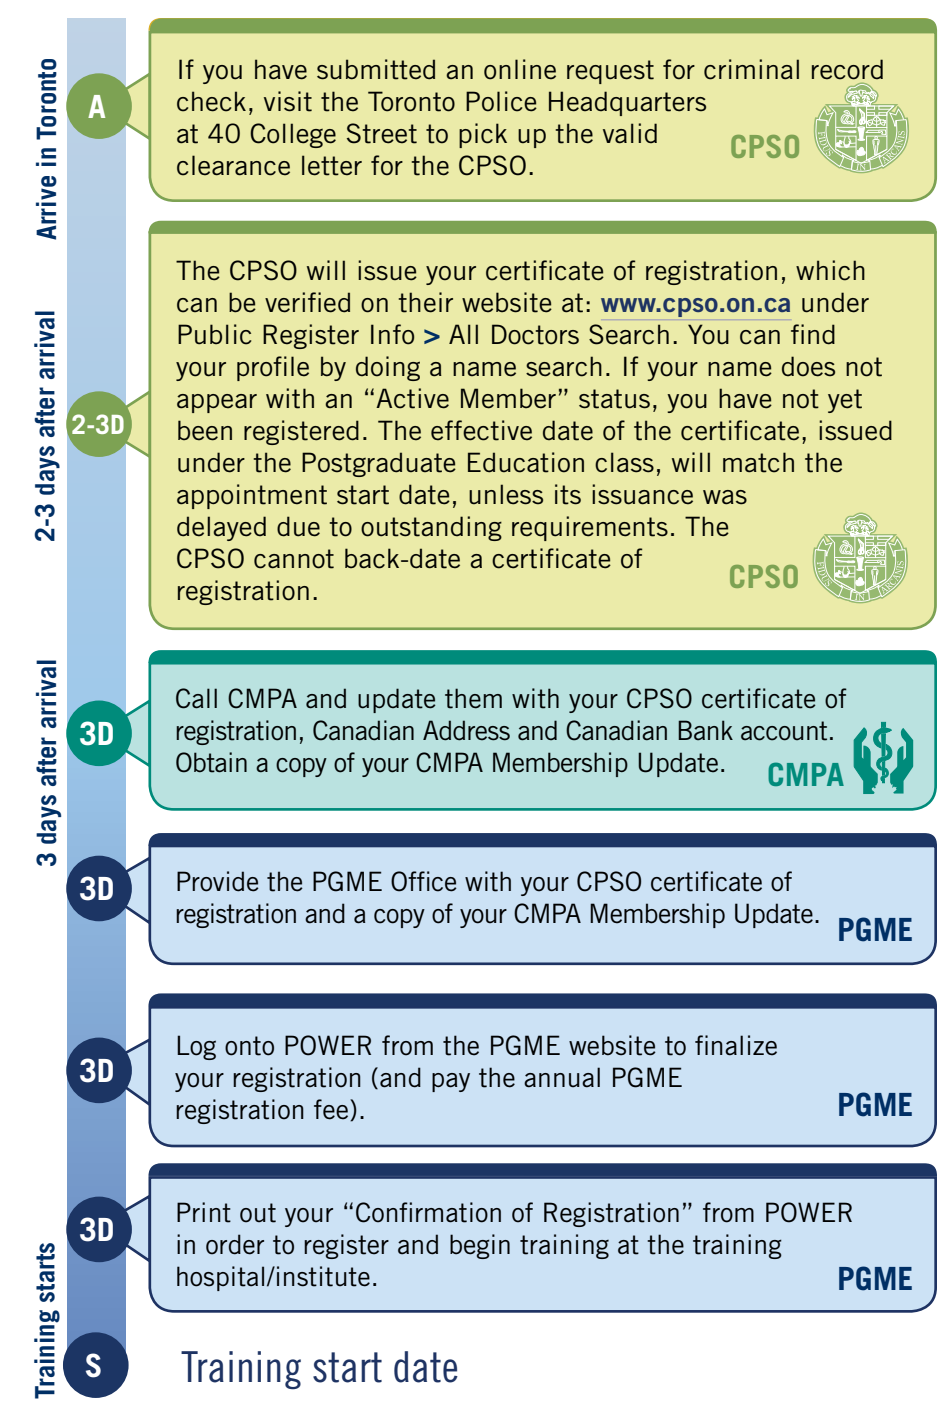 Arrive in Toronto
A
If you have submitted an online request for criminal record
check, visit the Toronto Police Headquarters
at 40 College Street to pick up the valid
clearance letter for the CPSO.
CPSO
FIDUS IN ARCANIS
2-3 days after arrival
2-3D
The CPSO will issue your certificate of registration, which
can be verified on their website at: www.cpso.on.ca under
Public Register Info > All Doctors Search. You can find
your profile by doing a name search. If your name does not
appear with an “Active Member” status, you have not yet
been registered. The effective date of the certificate, issued
under the Postgraduate Education class, will match the
appointment start date, unless its issuance was
delayed due to outstanding requirements. The
CPSO cannot back-date a certificate of
registration.
CPSO
FIDUS IN ARCANIS
3 days after arrival
3D
Call CMPA and update them with your CPSO certificate of
registration, Canadian Address and Canadian Bank account.
Obtain a copy of your CMPA Membership Update.
CMPA
3D
Provide the PGME Office with your CPSO certificate of
registration and a copy of your CMPA Membership Update.
PGME
3D
Log onto POWER from the PGME website to finalize
your registration (and pay the annual PGME
registration fee).
PGME
3D
Print out your “Confirmation of Registration” from POWER
in order to register and begin training at the training
hospital/institute.
PGME
Training starts
S
Training start date